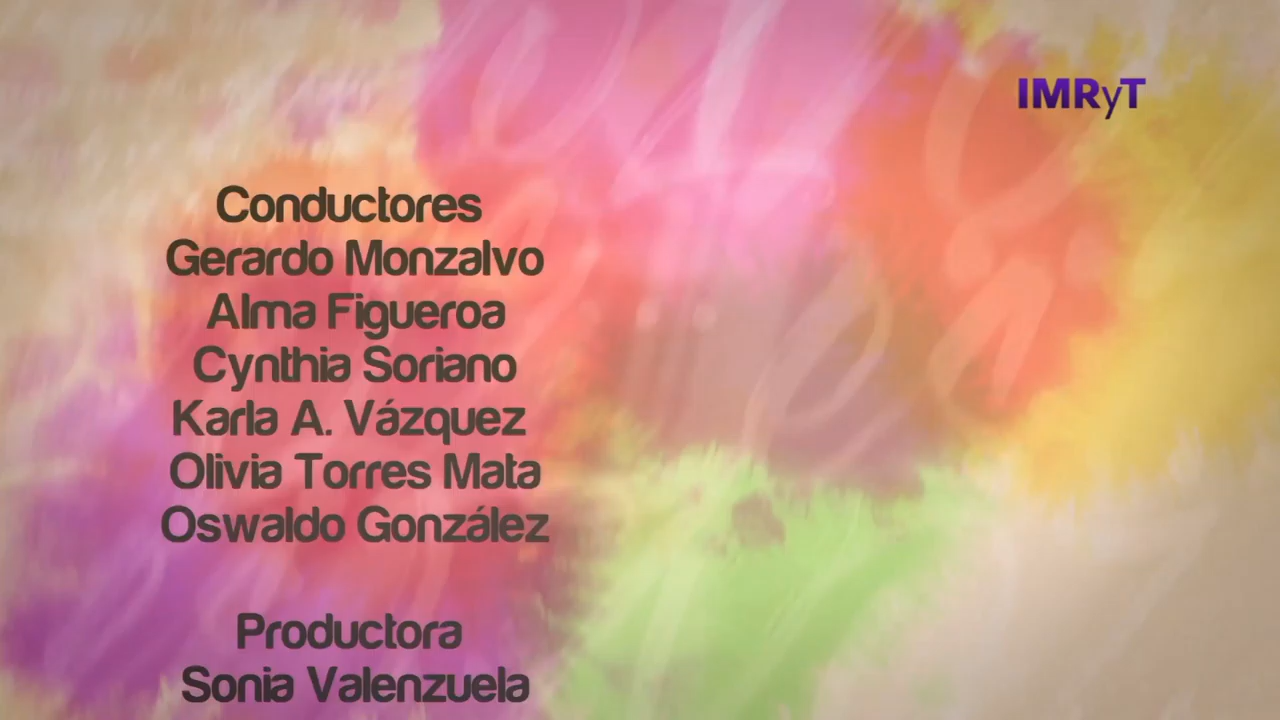 IMRyT
Conductores
Gerardo Monzalvo
Alma Figueroa
Cynthia Soriano
Karla A. Vázquez
Olivia Torres Mata
Oswaldo González
Productora
Sonia Valenzuela